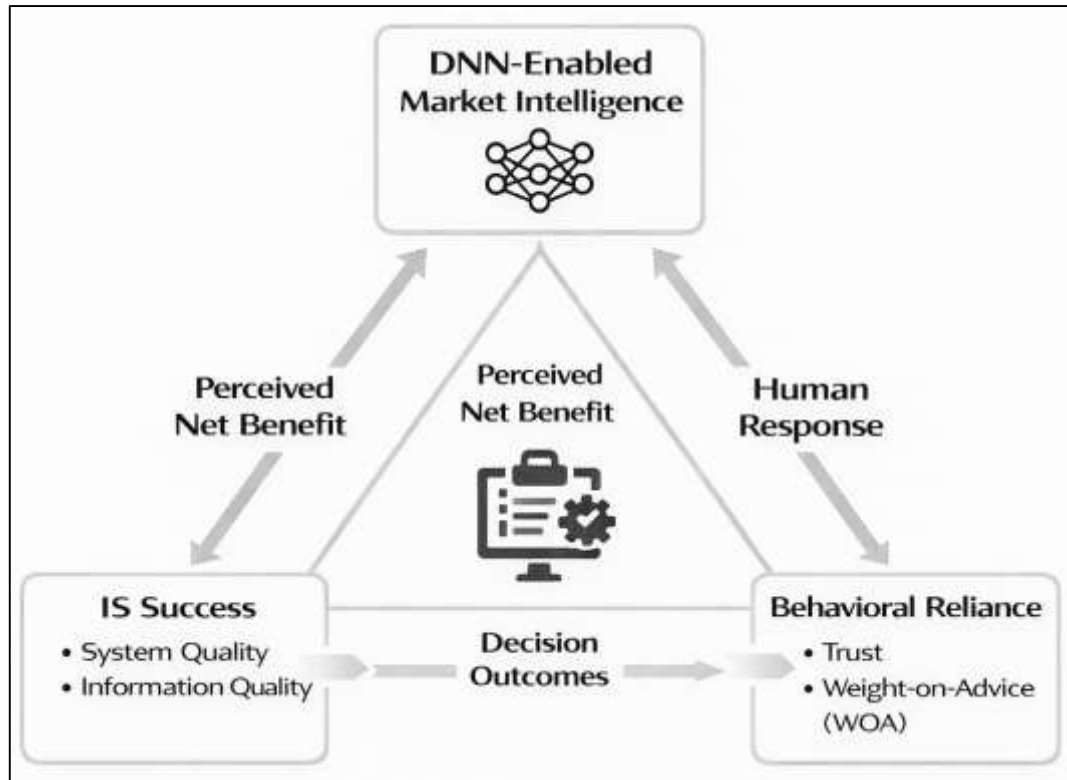 DNN-Enabled
Market Intelligence
Perceived
Net Benefit
Perceived
Net Benefit
Human
Response
IS Success
• System Quality
• Information Quality
Decision
Outcomes
Behavioral Reliance
• Trust
• Weight-on-Advice
(WOA)